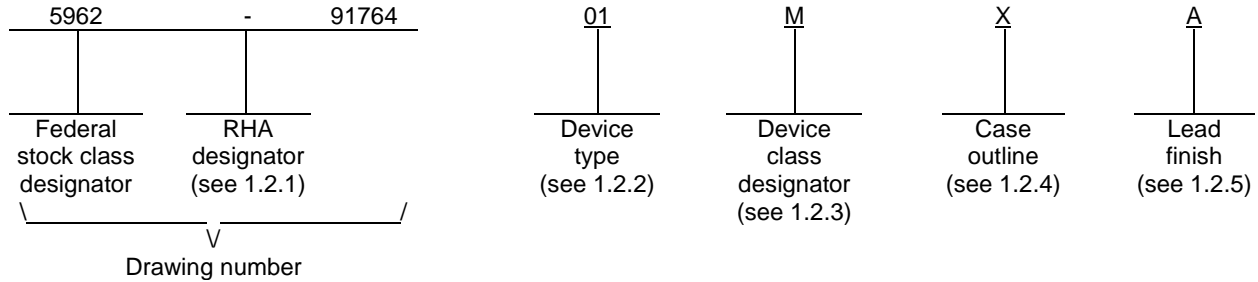 5962 - 91764 01 M X A
Federal stock class designator
RHA designator (see 1.2.1)
Device type (see 1.2.2)
Device class designator (see 1.2.3)
Case outline (see 1.2.4)
Lead finish (see 1.2.5)
\ / \/
Drawing number